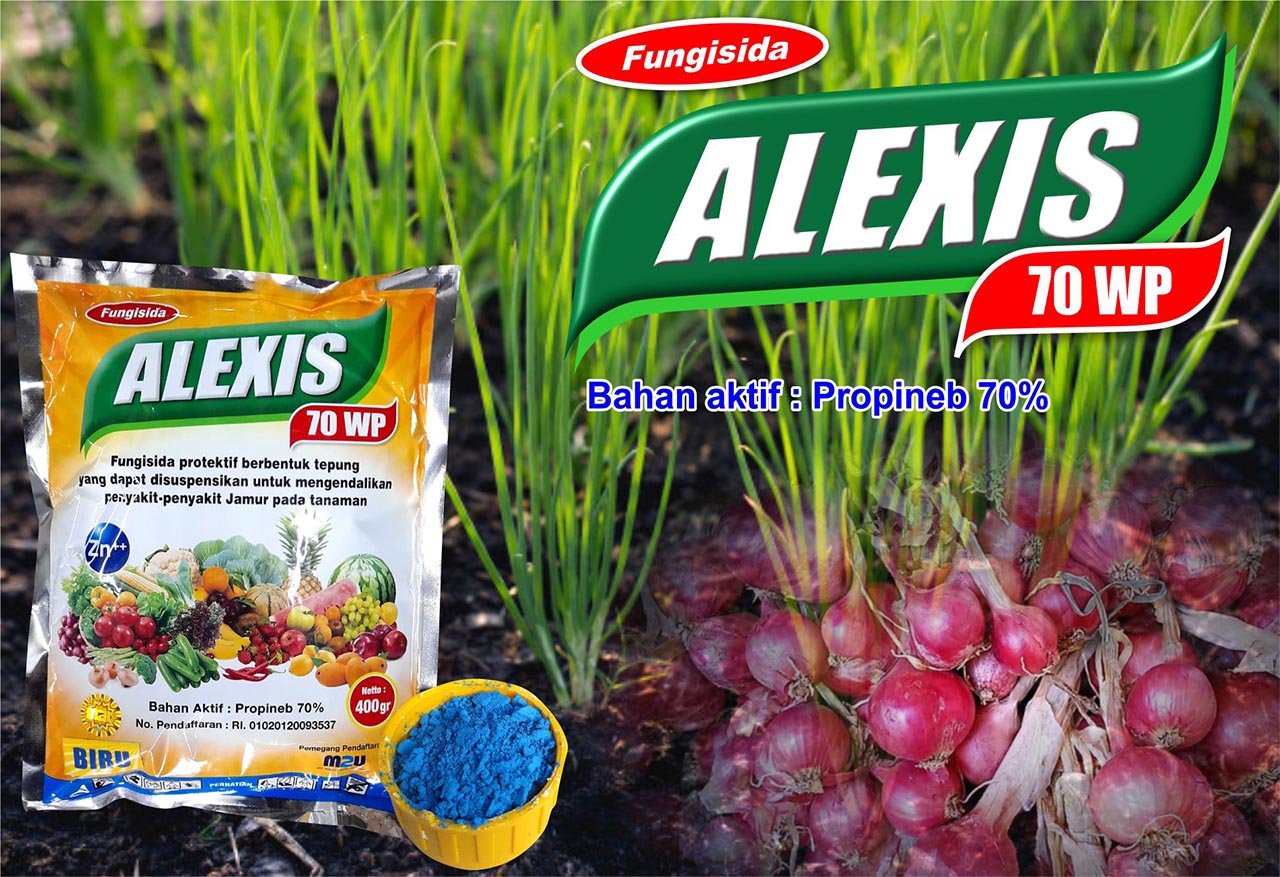 Fungisida
ALEXIS
70 WP
Bahan aktif : Propineb 70%
Fungisida
ALEXIS
70 WP
Fungisida protektif berbentuk tepung
yang dapat disuspensikan untuk mengendalikan
penyakit-penyakit Jamur pada tanaman
Zn++
Netto :
400gr
Bahan Aktif : Propineb 70%
No. Pendaftaran : RI. 01020120093537
BIRU
Pemegang Pendaftar
M2U
PERHATIAN